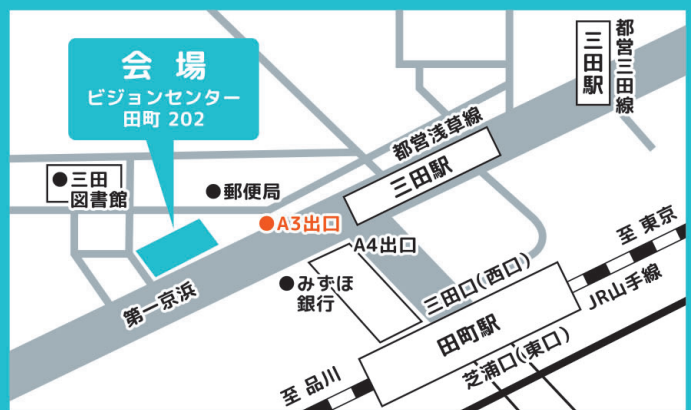 会場
ビジョンセンター
田町 202
三田駅
都営三田線
都営浅草線
三田駅
●三田
図書館
●郵便局
●A3出口
A4出口
●みずほ
銀行
第一京浜
三田口(西口)
至 東京
JR山手線
田町駅
芝浦口(東口)
至 品川